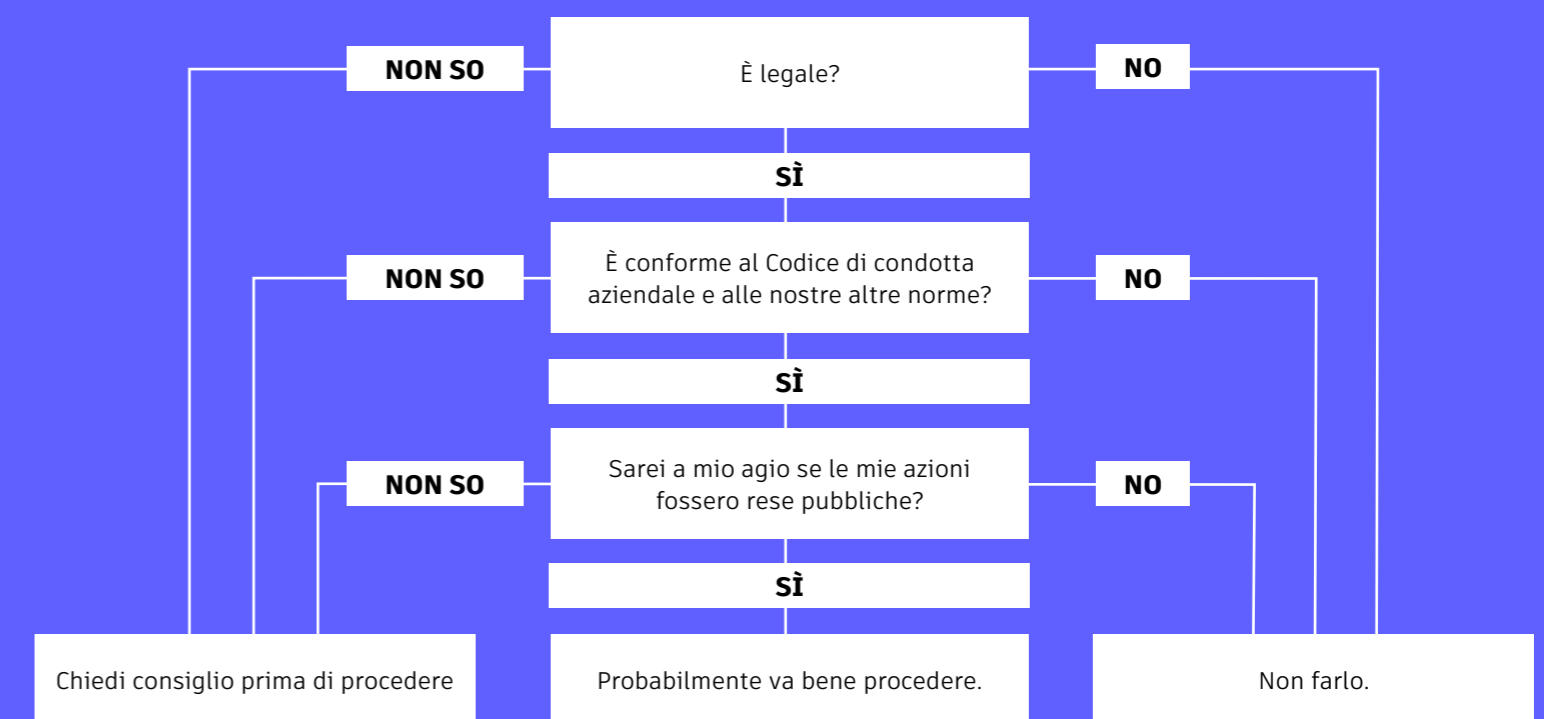 NON SO
È legale?
NO
SÌ
NON SO
È conforme al Codice di condotta
aziendale e alle nostre altre norme?
NO
SÌ
NON SO
Sarei a mio agio se le mie azioni
fossero rese pubbliche?
NO
SÌ
Chiedi consiglio prima di procedere
Probabilmente va bene procedere.
Non farlo.